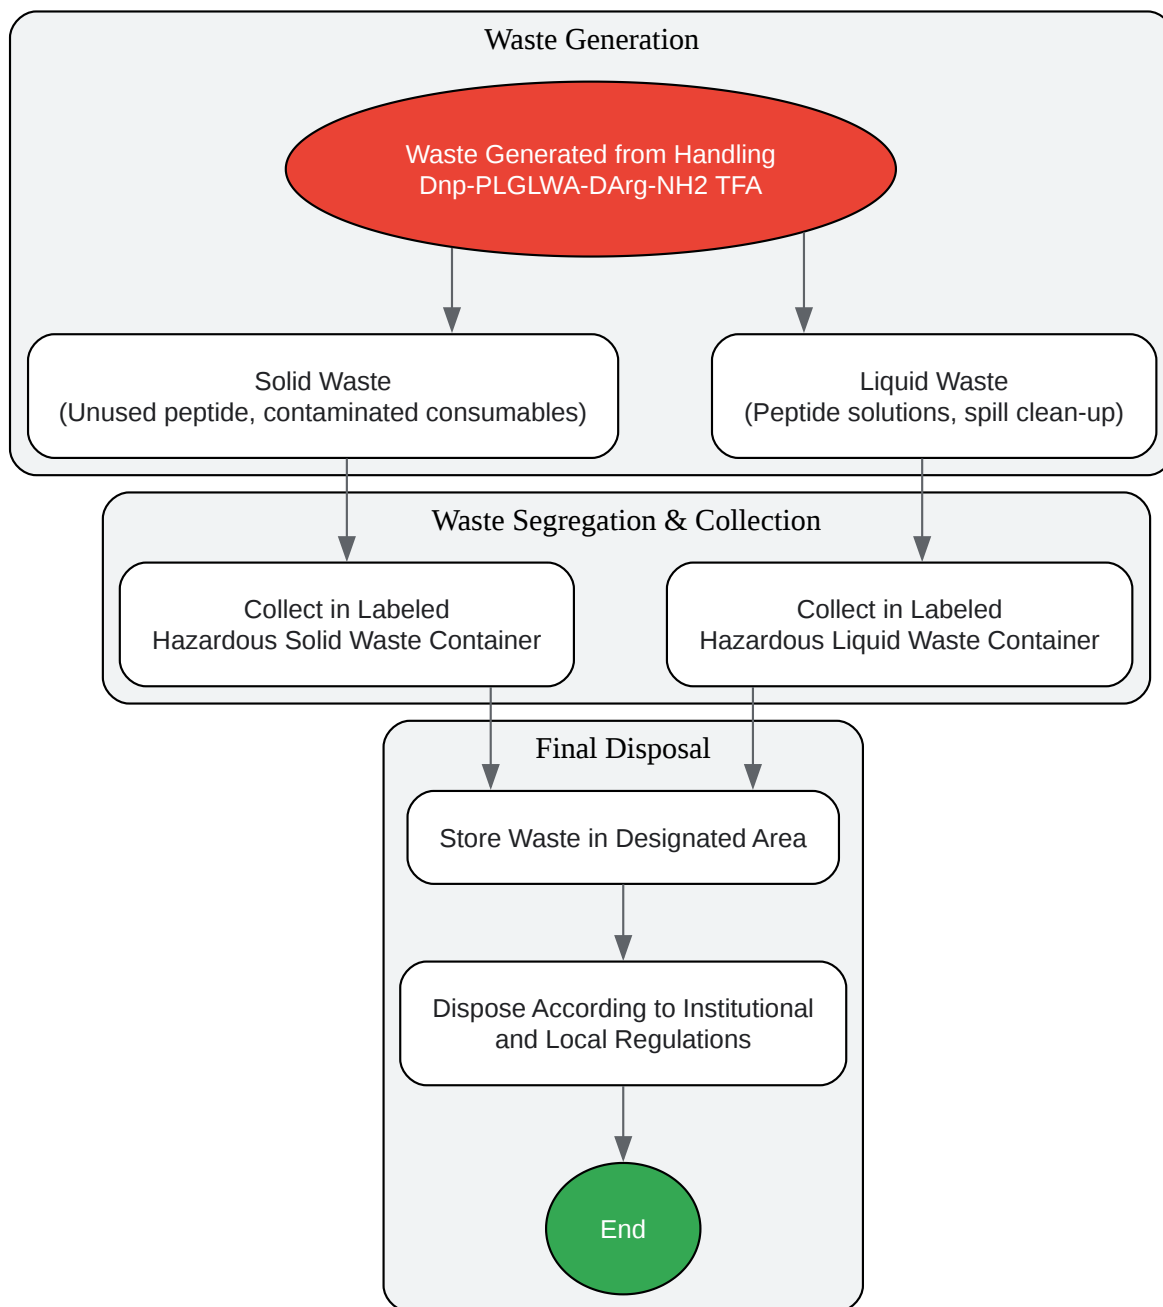 Waste Generation
Waste Generated from Handling
Dnp-PLGLWA-DArg-NH2 TFA
Solid Waste
(Unused peptide, contaminated consumables)
Liquid Waste
(Peptide solutions, spill clean-up)
Waste Segregation & Collection
Collect in Labeled
Hazardous Solid Waste Container
Collect in Labeled
Hazardous Liquid Waste Container
Final Disposal
Store Waste in Designated Area
Dispose According to Institutional
and Local Regulations
End